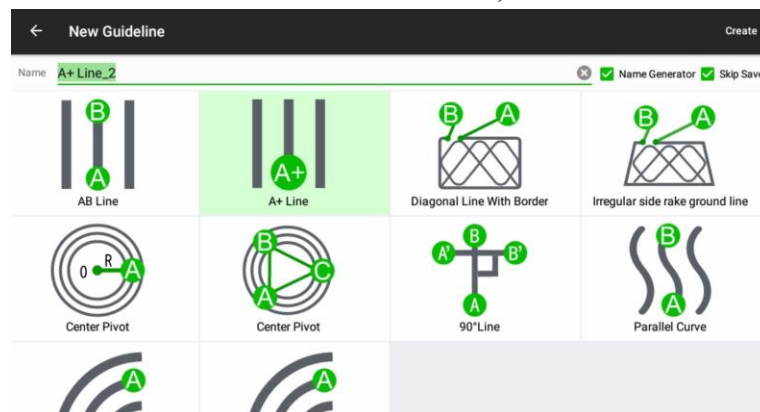 ← New Guideline Create
Name A+ Line_2 Name Generator Skip Save
B A
AB Line
A+
A+ Line
B A
Diagonal Line With Border
B A
Irregular side rake ground line
0 R A
Center Pivot
B C A
Center Pivot
B A' B' A
90°Line
B A
Parallel Curve
A
A